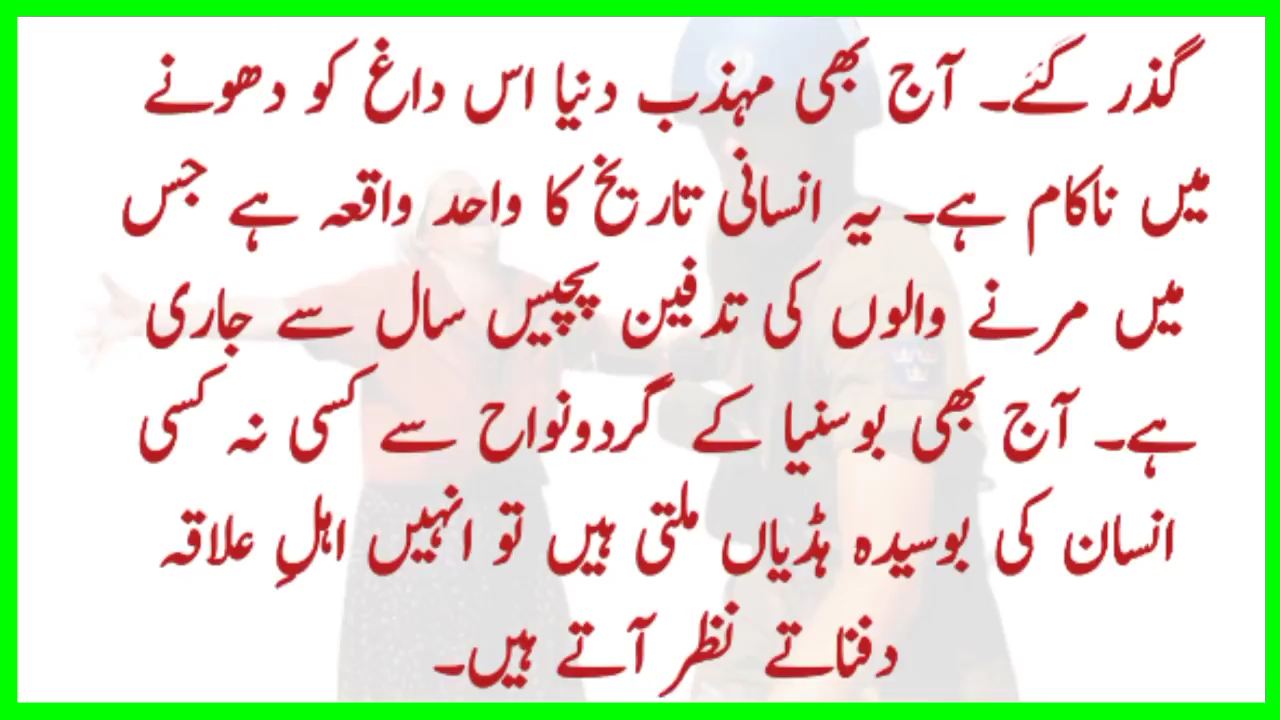 گذر گئے۔ آج بھی مہذب دنیا اس داغ کو دھونے
میں ناکام ہے۔ یہ انسانی تاریخ کا واحد واقعہ ہے جس
میں مرنے والوں کی تدفین پچیس سال سے جاری
ہے۔ آج بھی بوسنیا کے گردونواح سے کسی نہ کسی
انسان کی بوسیدہ ہڈیاں ملتی ہیں تو انہیں اہلِ علاقہ
دفناتے نظر آتے ہیں۔